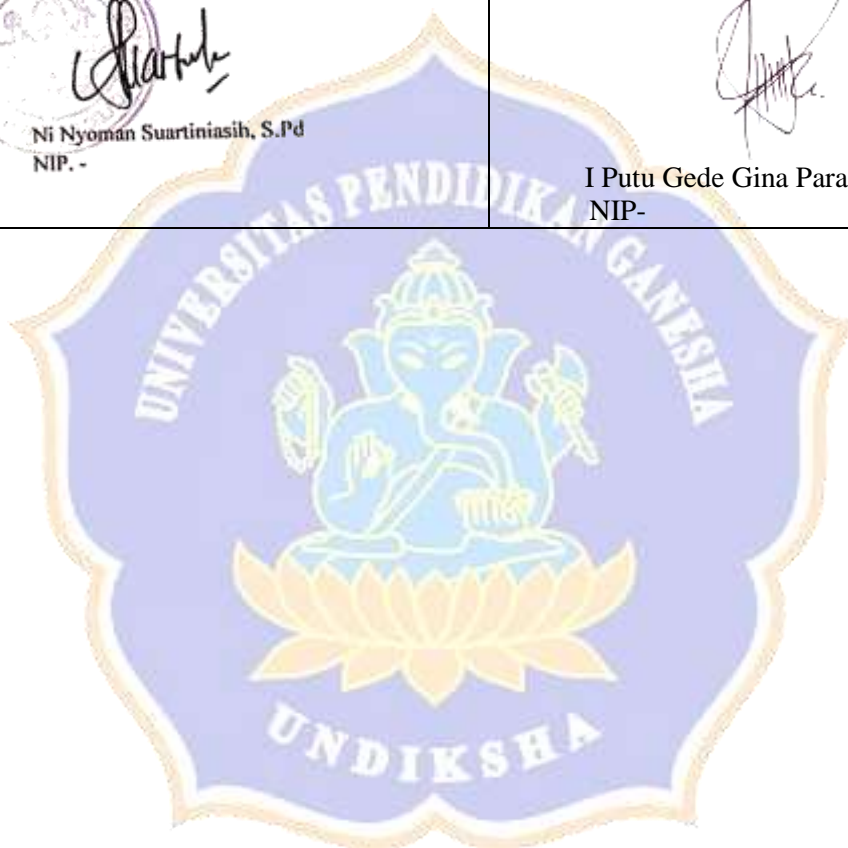 Ni Nyoman Suartiniasih, S.Pd
NIP. -
I Putu Gede Gina Para
NIP-
UNIVERSITAS PENDIDIKAN GANESHA
UNDIKSHA